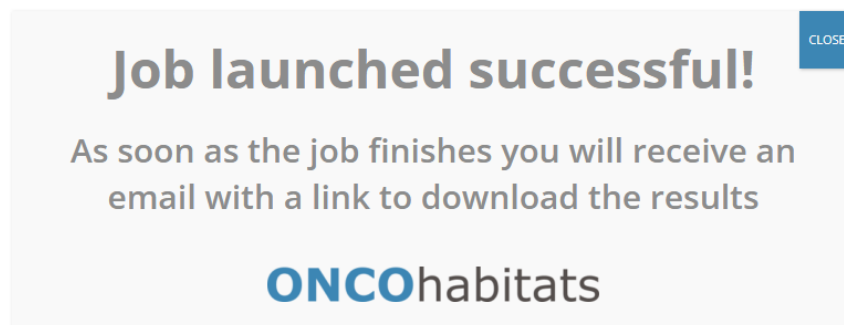 CLOSE
Job launched successful!
As soon as the job finishes you will receive an
email with a link to download the results
ONCOhabitats